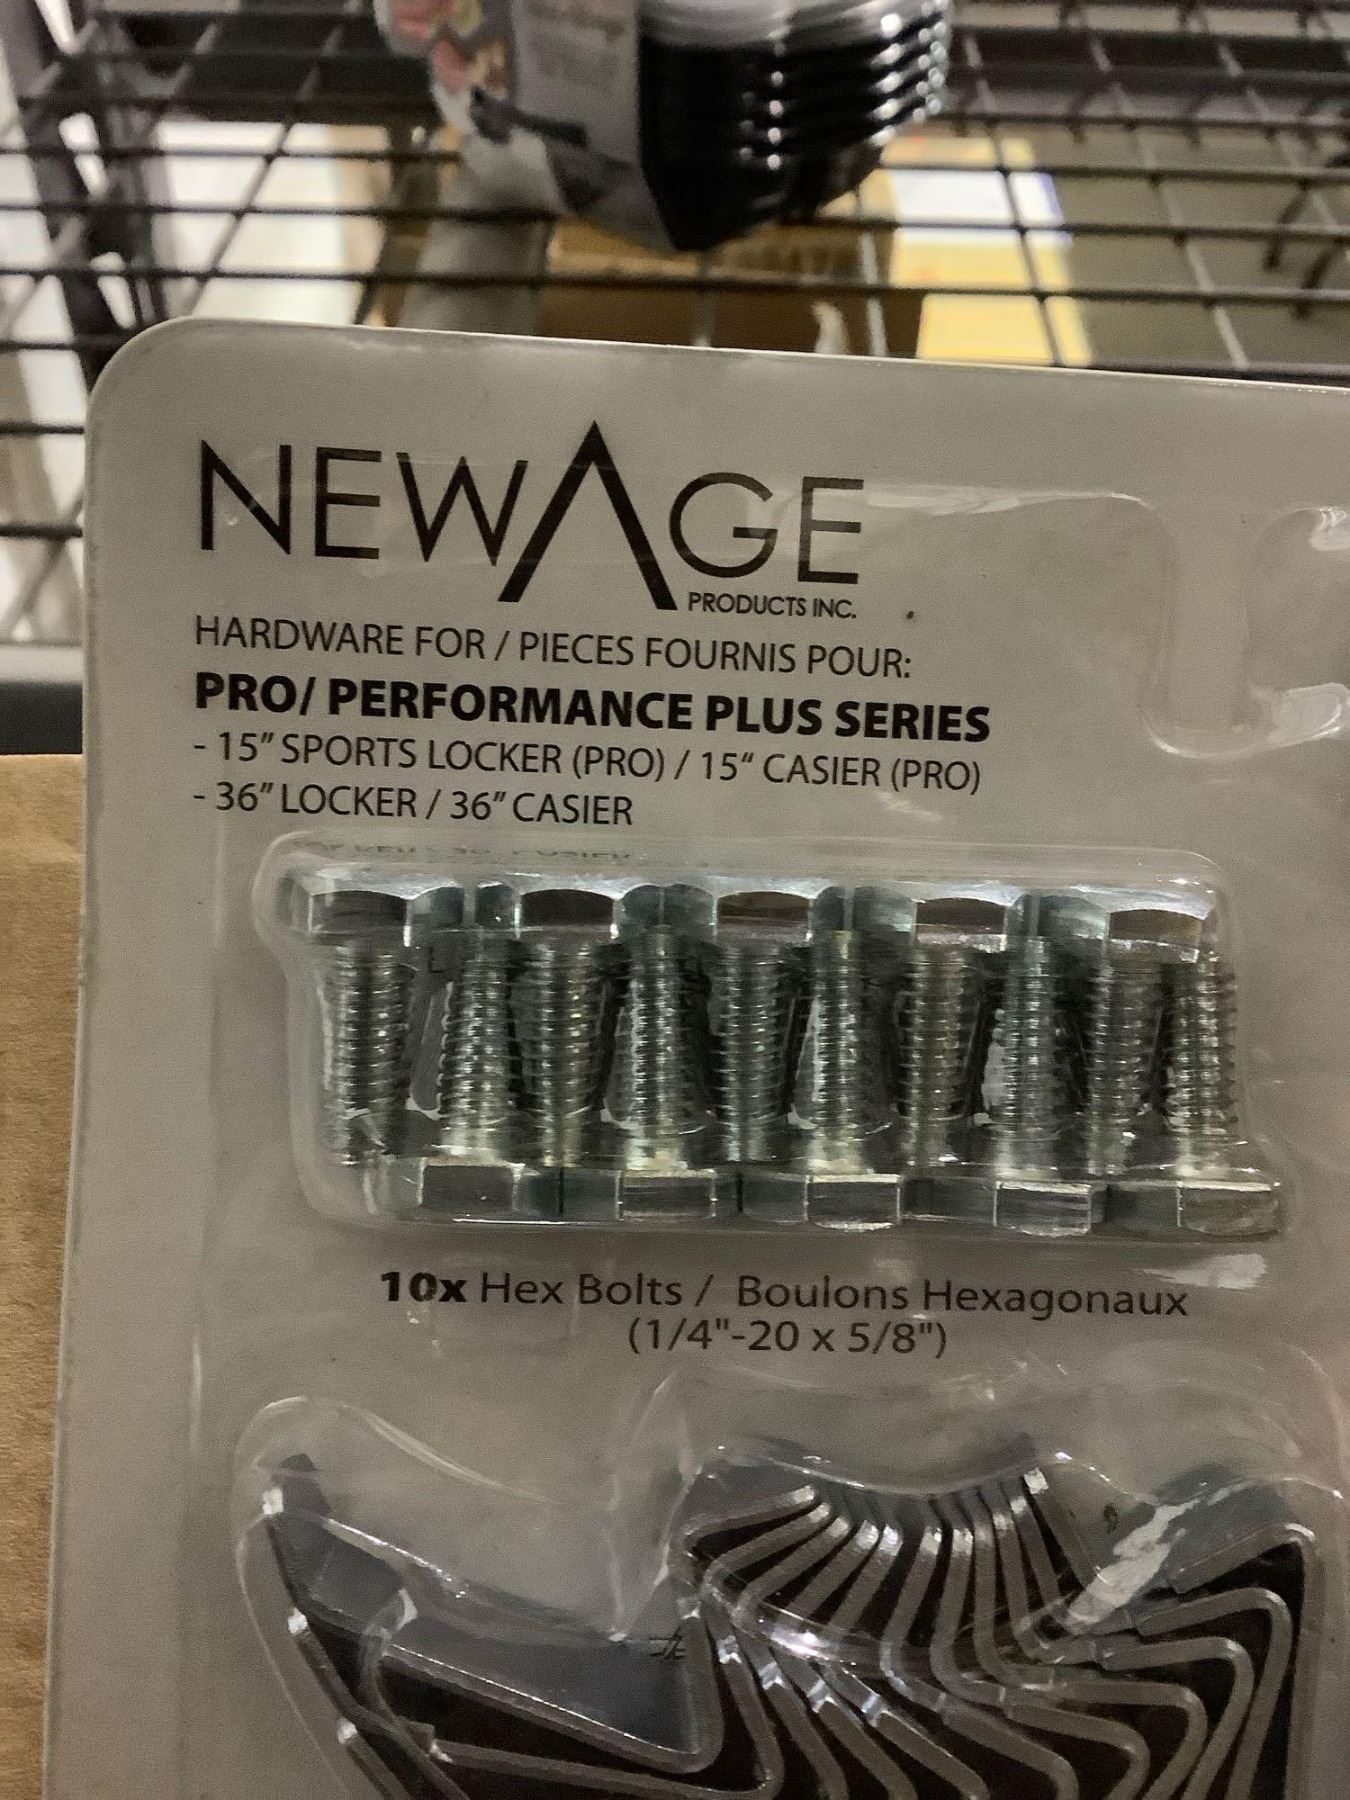 NEWAGE
PRODUCTS INC.
HARDWARE FOR / PIECES FOURNIS POUR:
PRO/ PERFORMANCE PLUS SERIES
- 15” SPORTS LOCKER (PRO) / 15“ CASIER (PRO)
- 36” LOCKER / 36” CASIER
10x Hex Bolts / Boulons Hexagonaux
(1/4"-20 x 5/8")